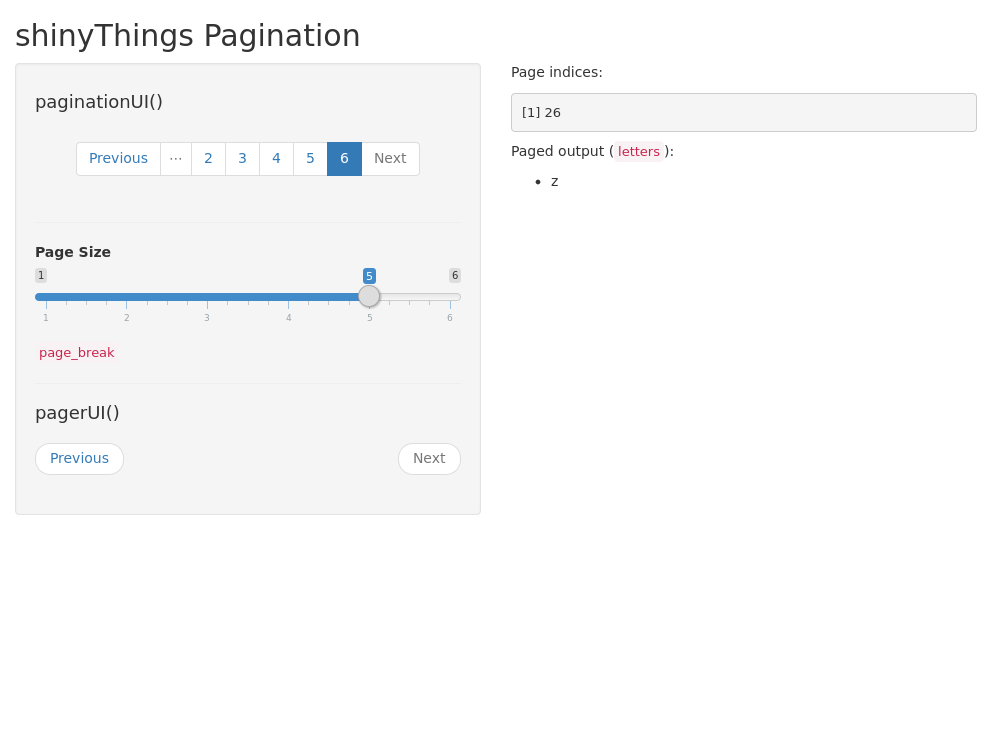 shinyThings Pagination
paginationUI()
Previous ... 2 3 4 5 6 Next
Page Size
1 5 6
1 2 3 4 5 6
page_break
pagerUI()
Previous Next
Page indices:
[1] 26
Paged output ( letters ):
• z